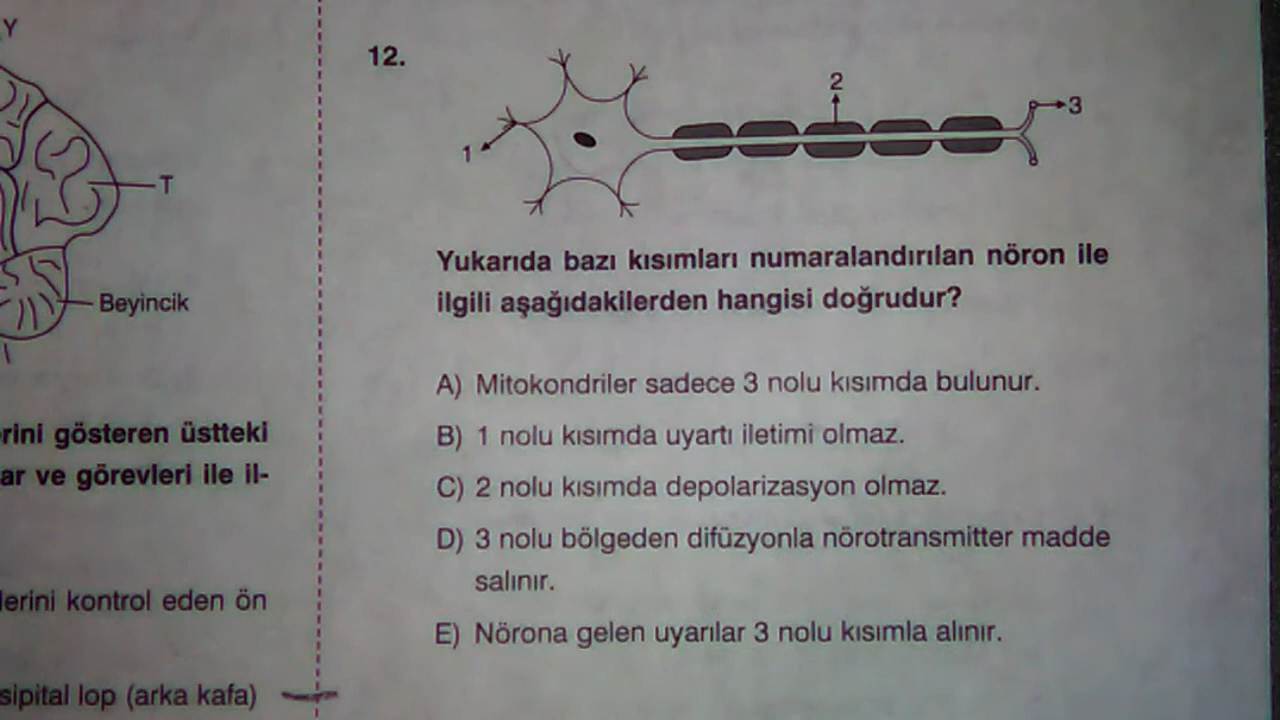 Y
T
Beyincik
rini gösteren üstteki
ar ve görevleri ile il-
lerini kontrol eden ön
sipital lop (arka kafa)
12.
1
2
3
Yukarıda bazı kısımları numaralandırılan nöron ile
ilgili aşağıdakilerden hangisi doğrudur?
A) Mitokondriler sadece 3 nolu kısımda bulunur.
B) 1 nolu kısımda uyartı iletimi olmaz.
C) 2 nolu kısımda depolarizasyon olmaz.
D) 3 nolu bölgeden difüzyonla nörotransmitter madde
salınır.
E) Nörona gelen uyarılar 3 nolu kısımla alınır.